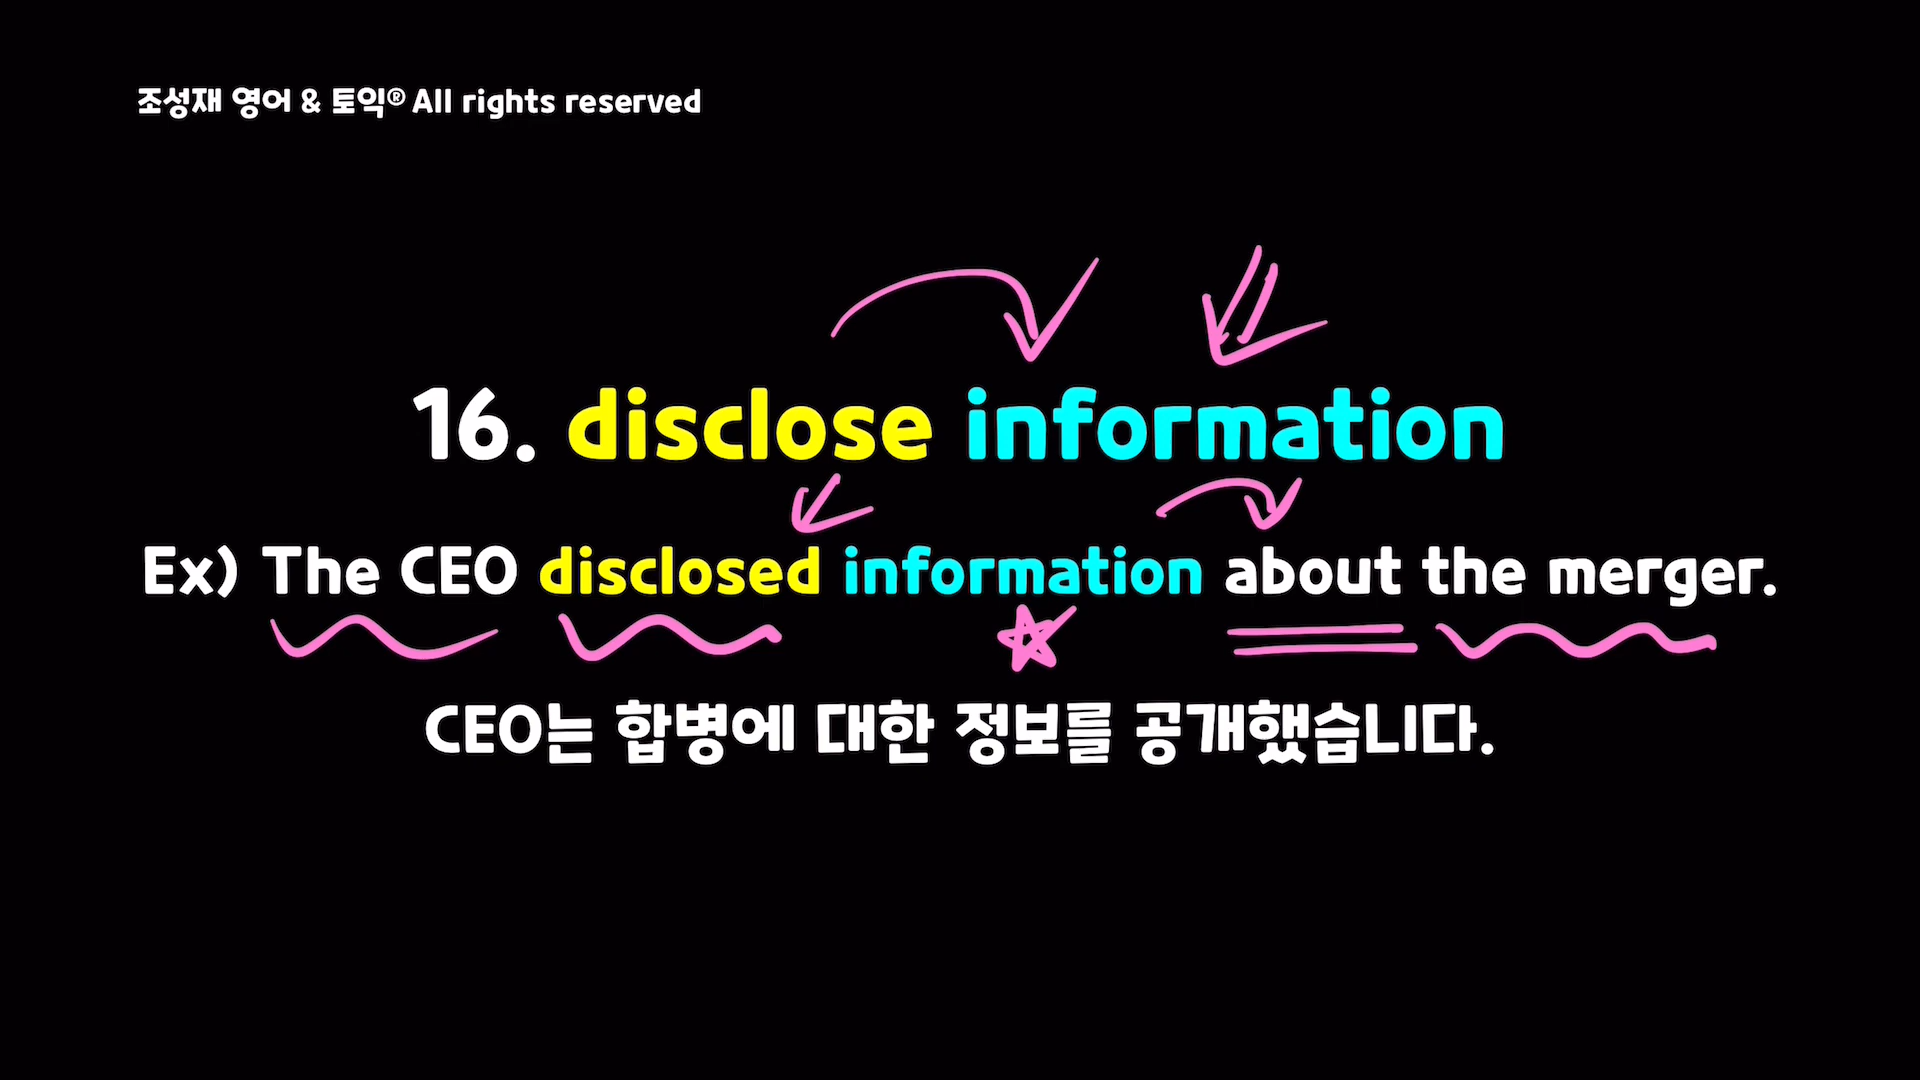 조성재 영어 & 토익® All rights reserved
16. disclose information
Ex) The CEO disclosed information about the merger.
CEO는 합병에 대한 정보를 공개했습니다.